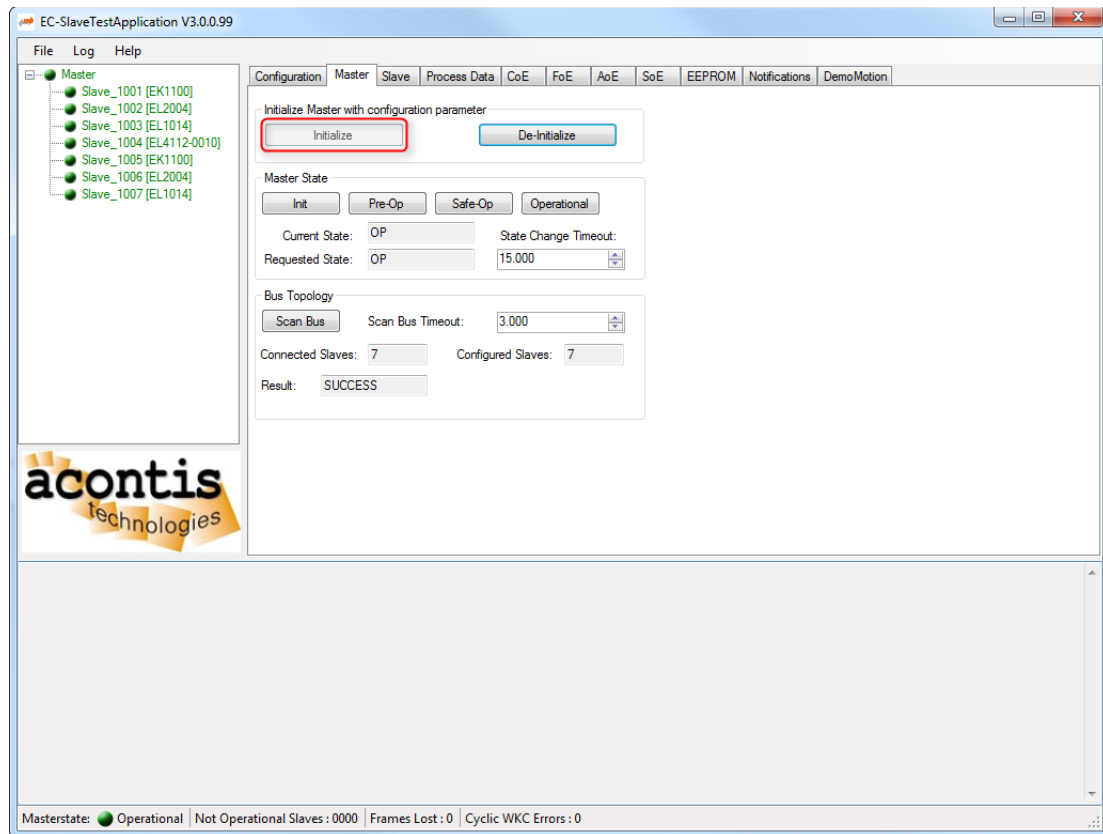 EC-SlaveTestApplication V3.0.0.99
File Log Help
Master
Slave_1001 [EK1100]
Slave_1002 [EL2004]
Slave_1003 [EL1014]
Slave_1004 [EL4112-0010]
Slave_1005 [EK1100]
Slave_1006 [EL2004]
Slave_1007 [EL1014]
acontis
technologies
Configuration Master Slave Process Data CoE FoE AoE SoE EEPROM Notifications DemoMotion
Initialize Master with configuration parameter
Initialize De-Initialize
Master State
Init Pre-Op Safe-Op Operational
Current State: OP State Change Timeout:
Requested State: OP 15.000
Bus Topology
Scan Bus Scan Bus Timeout: 3.000
Connected Slaves: 7 Configured Slaves: 7
Result: SUCCESS
Masterstate: Operational Not Operational Slaves : 0000 Frames Lost : 0 Cyclic WKC Errors : 0